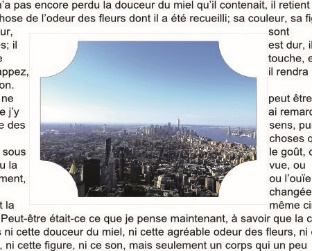 n'a pas encore perdu la douceur du miel qu'il contenait, il retient
chose de l'odeur des fleurs dont il a été recueilli; sa couleur, sa fi
ur, sont
s; il est dur, il
e touche, e
appez, il rendra
on.
ne peut être
e j'y ai remarc
e des sens, pu
choses q
sous le goût, o
u la vue, ou
ment, ou l'ouïe
changée
t la même ci
Peut-être était-ce ce que je pense maintenant, à savoir que la c
s ni cette douceur du miel, ni cette agréable odeur des fleurs, ni
, ni cette figure, ni ce son, mais seulement un corps qui un peu